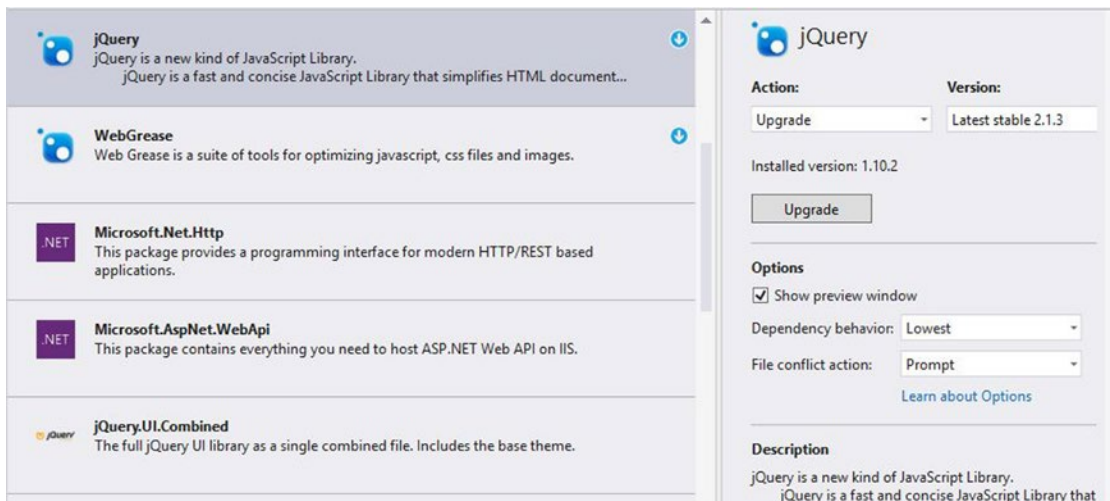 jQuery
jQuery is a new kind of JavaScript Library.
jQuery is a fast and concise JavaScript Library that simplifies HTML document...
WebGrease
Web Grease is a suite of tools for optimizing javascript, css files and images.
.NET
Microsoft.Net.Http
This package provides a programming interface for modern HTTP/REST based
applications.
.NET
Microsoft.AspNet.WebApi
This package contains everything you need to host ASP.NET Web API on IIS.
jQuery
jQuery.UI.Combined
The full jQuery UI library as a single combined file. Includes the base theme.
jQuery
Action:
Version:
Upgrade
Latest stable 2.1.3
Installed version: 1.10.2
Upgrade
Options
Show preview window
Dependency behavior: Lowest
File conflict action: Prompt
Learn about Options
Description
jQuery is a new kind of JavaScript Library.
jQuery is a fast and concise JavaScript Library that